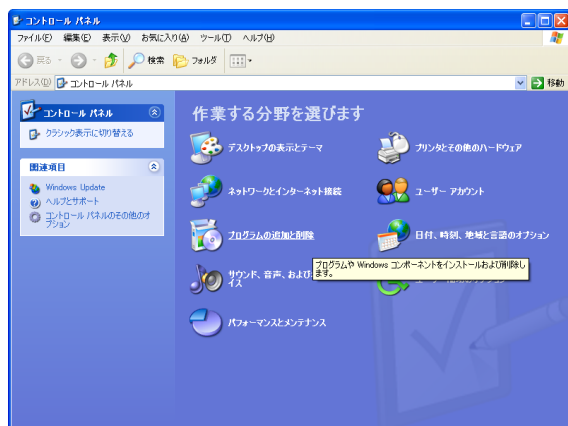 コントロール パネル
ファイル(F) 編集(E) 表示(V) お気に入り(A) ツール(T) ヘルプ(H)
戻る 検索 フォルダ
アドレス(D) コントロール パネル 移動
コントロール パネル
クラシック表示に切り替える
関連項目
Windows Update
ヘルプとサポート
コントロール パネルのその他のオプション
作業する分野を選びます
デスクトップの表示とテーマ
プリンタとその他のハードウェア
ネットワークとインターネット接続
ユーザー アカウント
プログラムの追加と削除
日付、時刻、地域と言語のオプション
プログラムや Windows コンポーネントをインストールおよび削除し
ます。
サウンド、音声、および
イス
パフォーマンスとメンテナンス